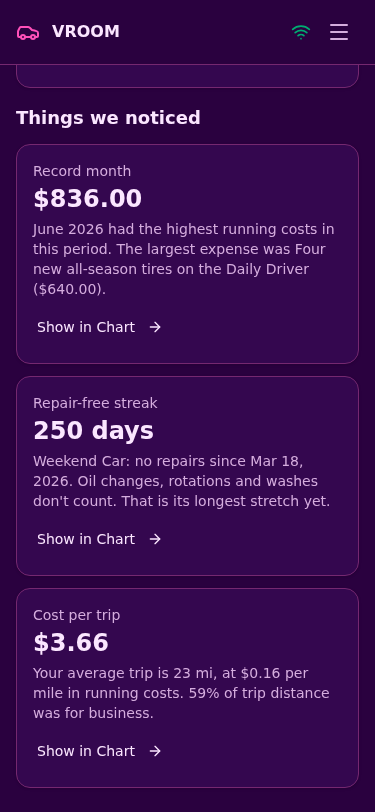 VROOM
Things we noticed
Record month
$836.00
June 2026 had the highest running costs in
this period. The largest expense was Four
new all-season tires on the Daily Driver
($640.00).
Show in Chart →
Repair-free streak
250 days
Weekend Car: no repairs since Mar 18,
2026. Oil changes, rotations and washes
don't count. That is its longest stretch yet.
Show in Chart →
Cost per trip
$3.66
Your average trip is 23 mi, at $0.16 per
mile in running costs. 59% of trip distance
was for business.
Show in Chart →